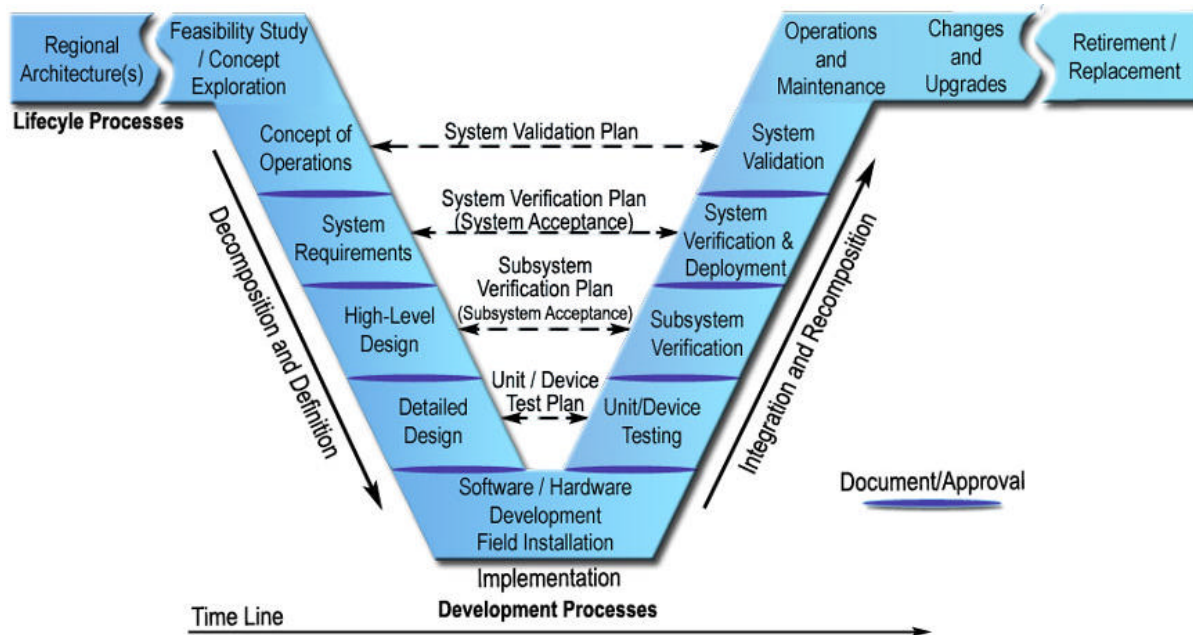 Regional
Architecture(s)
Feasibility Study
/ Concept
Exploration
Operations
and
Maintenance
Changes
and
Upgrades
Retirement /
Replacement
Lifecyle Processes
Concept of
Operations
System Validation Plan
System
Validation
System
Requirements
System Verification Plan
(System Acceptance)
System
Verification &
Deployment
High-Level
Design
Subsystem
Verification Plan
(Subsystem Acceptance)
Subsystem
Verification
Detailed
Design
Unit / Device
Test Plan
Unit/Device
Testing
Decomposition and Definition
Integration and Recomposition
Software / Hardware
Development
Field Installation
Document/Approval
Implementation
Development Processes
Time Line